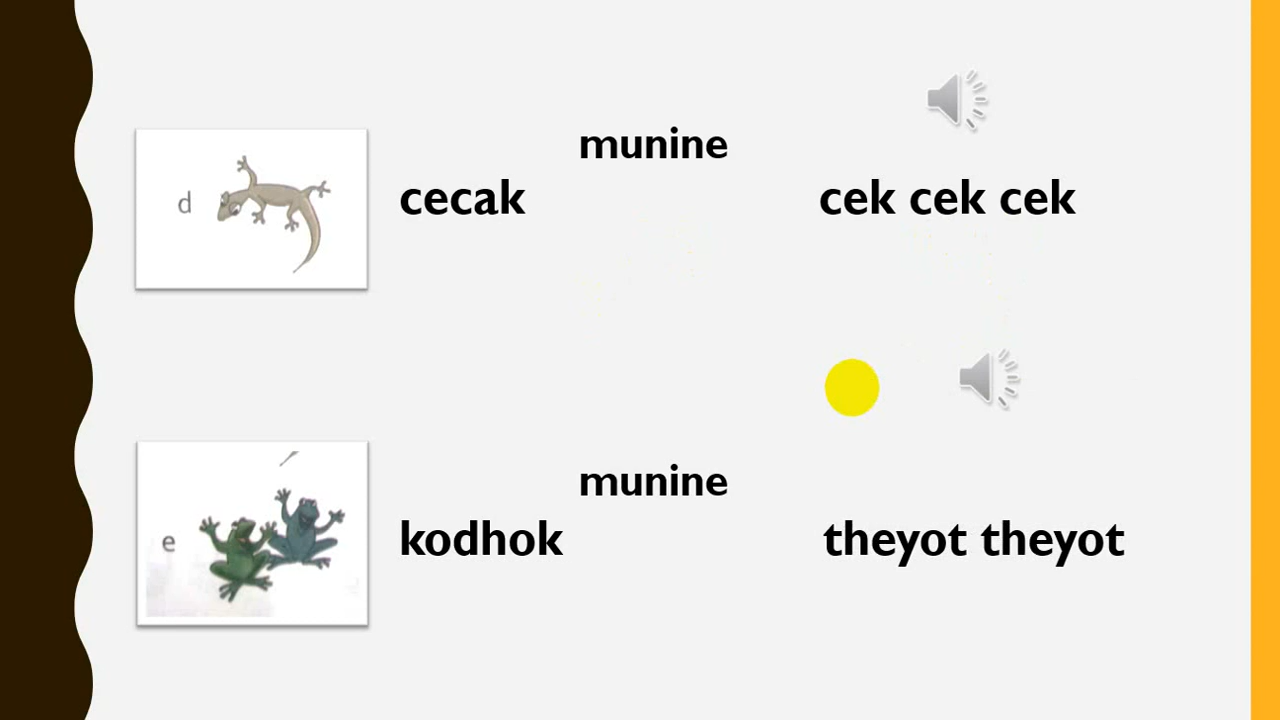 munine
d
cecak
cek cek cek
munine
e
kodhok
theyot theyot